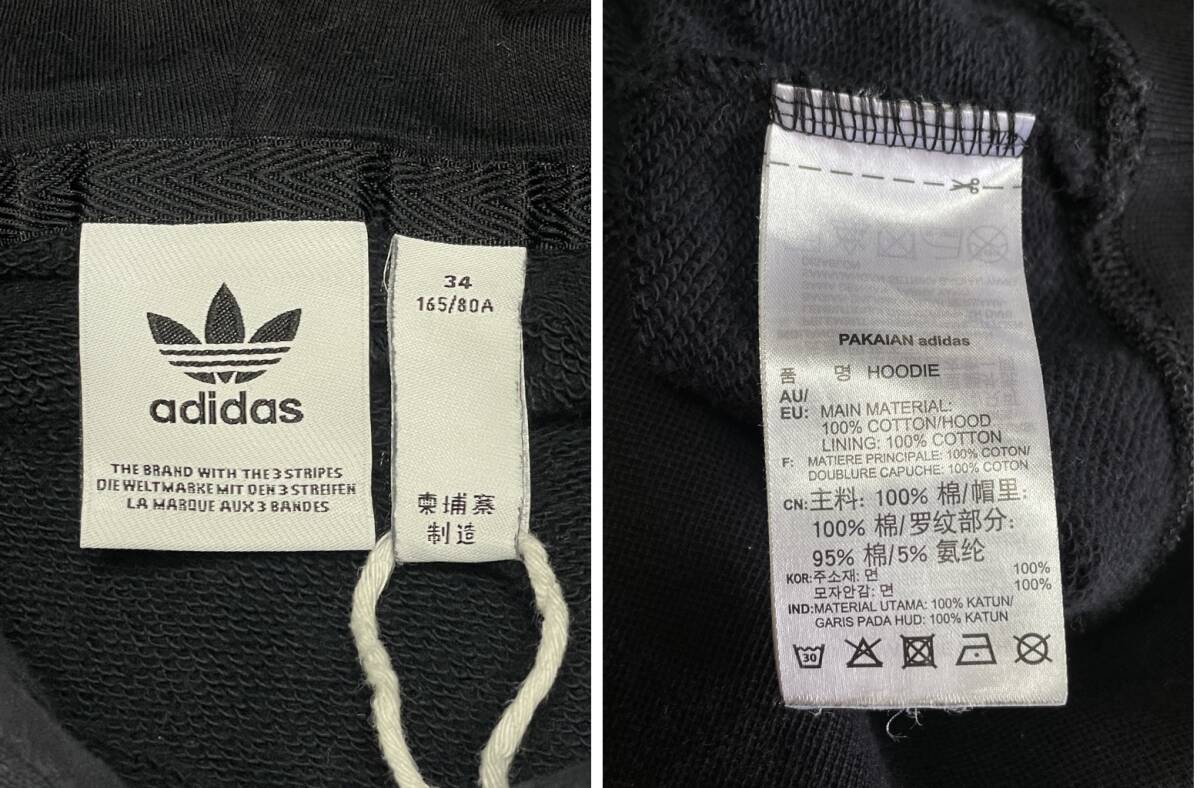 adidas
THE BRAND WITH THE 3 STRIPES
DIE WELTMARKE MIT DEN 3 STREIFEN
LA MARQUE AUX 3 BANDES
34
165/80A
柬埔寨
制造
PAKAIAN adidas
품 명 HOODIE
AU/
EU: MAIN MATERIAL:
100% COTTON/HOOD
LINING: 100% COTTON
F: MATIERE PRINCIPALE: 100% COTON/
DOUBLURE CAPUCHE: 100% COTON
CN: 主料: 100% 棉/帽里:
100% 棉/罗纹部分:
95% 棉/5% 氨纶
KOR: 주소재: 면 100%
모자안감: 면 100%
IND: MATERIAL UTAMA: 100% KATUN/
GARIS PADA HUD: 100% KATUN
30